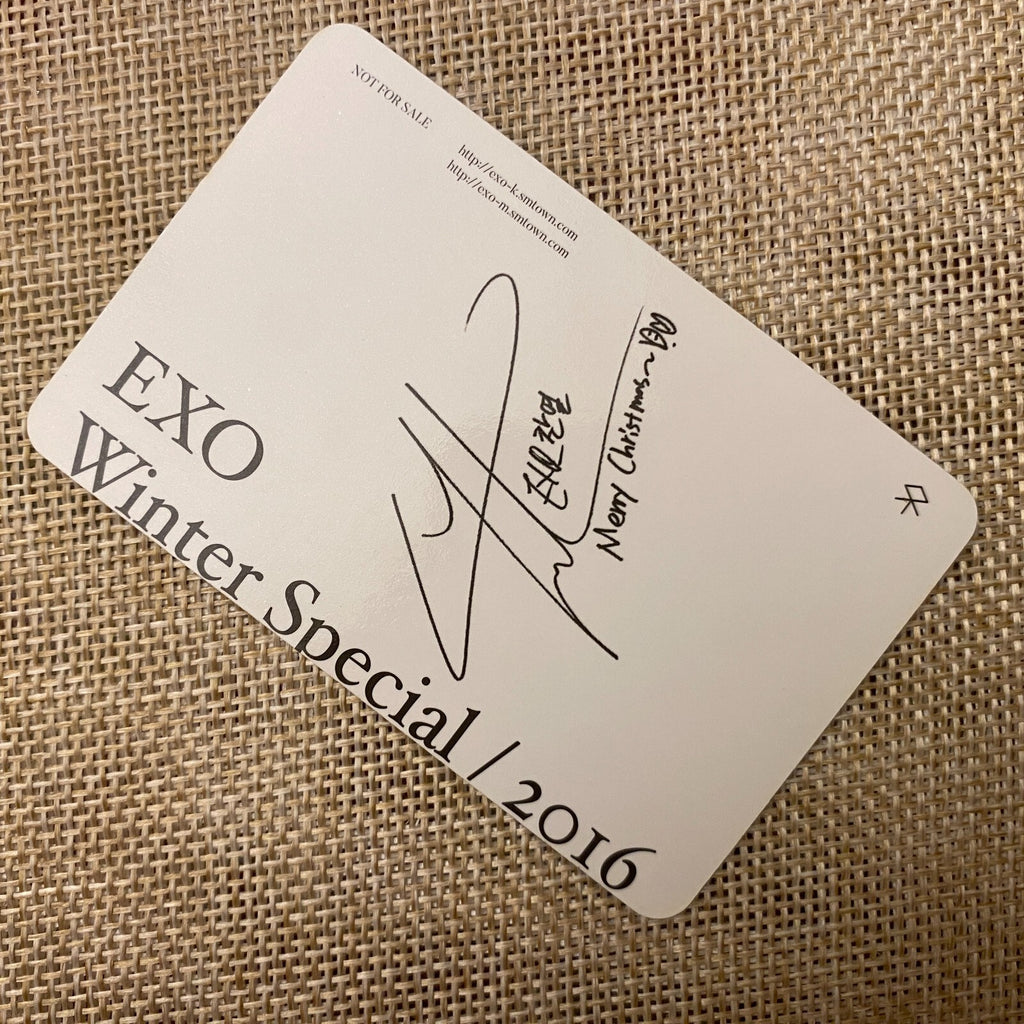 NOT FOR SALE
http://exo-k.smtown.com
http://exo-m.smtown.com
Merry Christmas~
EXO
Winter Special / 2016